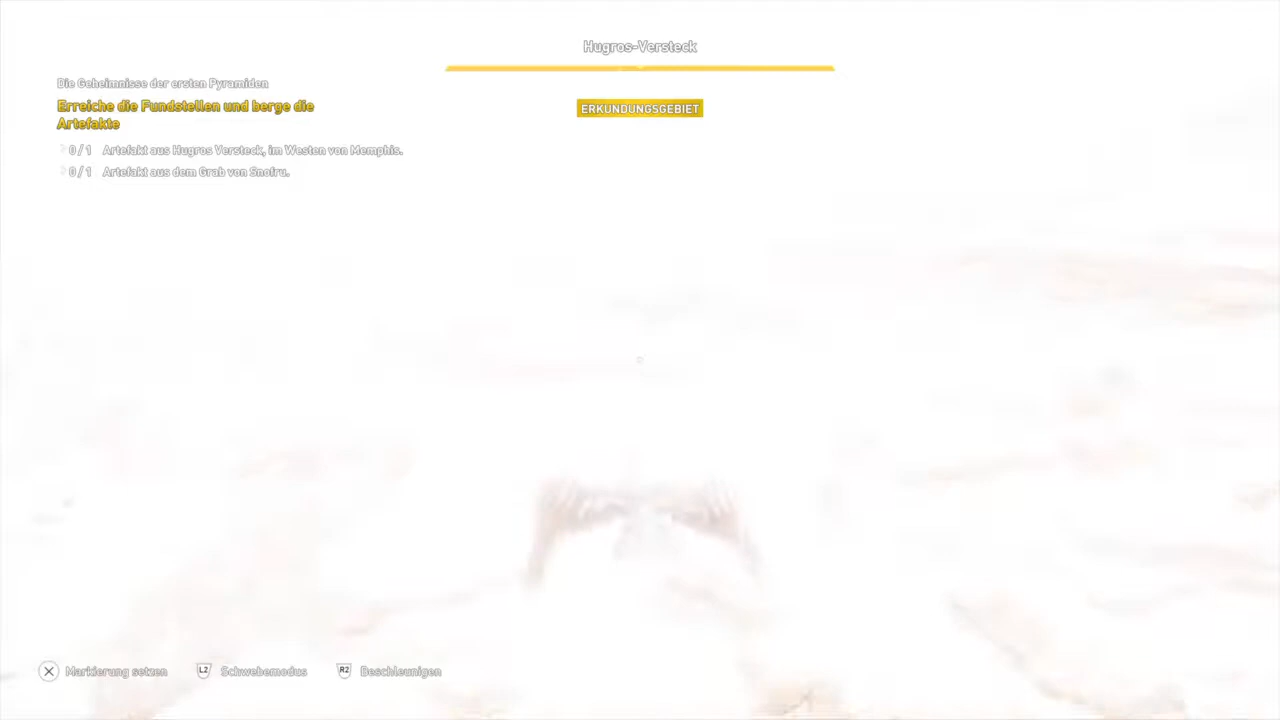 Hugros-Versteck
Die Geheimnisse der ersten Pyramiden
Erreiche die Fundstellen und berge die
Artefakte
ERKUNDUNGSGEBIET
0/1 Artefakt aus Hugros Versteck, im Westen von Memphis.
0/1 Artefakt aus dem Grab von Snofru.
Markierung setzen L2 Schwebemodus R2 Beschleunigen